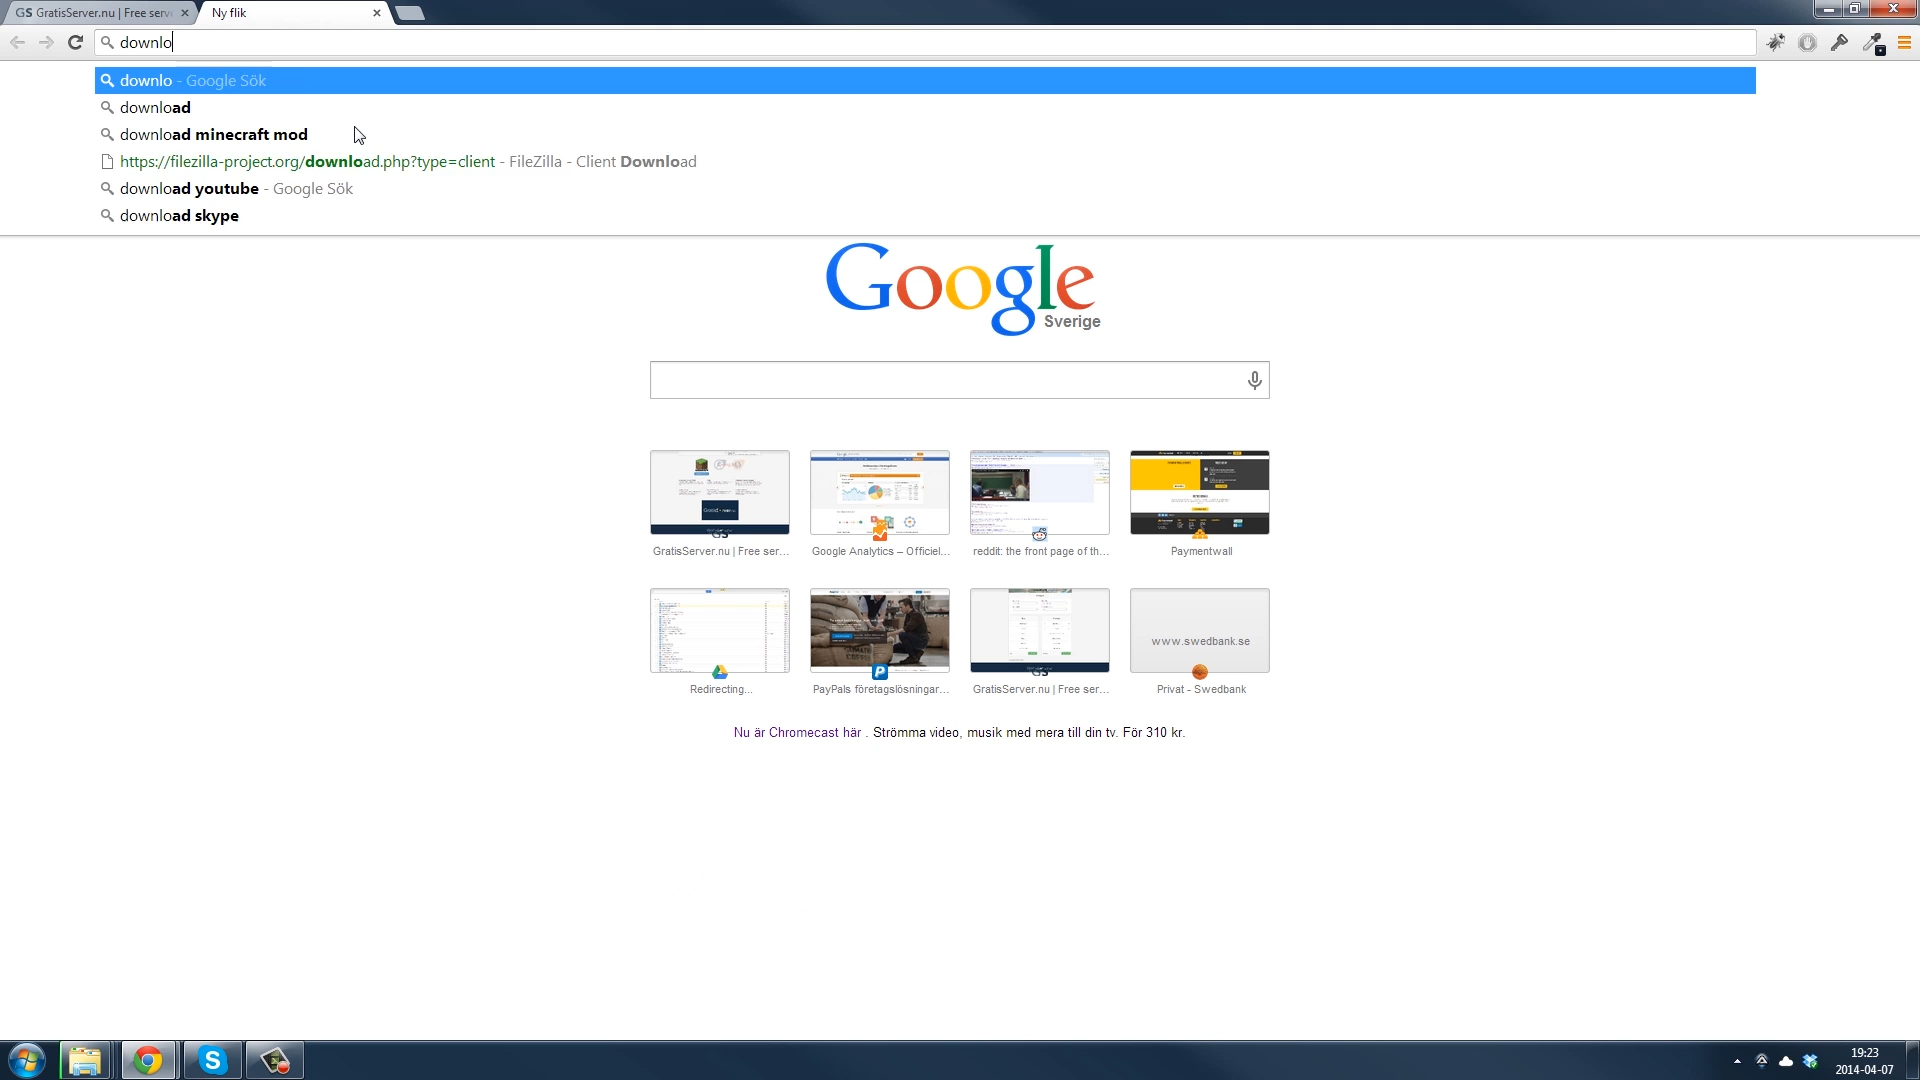 GS GratisServer.nu | Free serv
Ny flik
downlo
downlo - Google Sök
download
download minecraft mod
https://filezilla-project.org/download.php?type=client - FileZilla - Client Download
download youtube - Google Sök
download skype
Google
Sverige
GratisServer.nu | Free ser...
Google Analytics – Officiel...
reddit: the front page of th...
Paymentwall
www.swedbank.se
Redirecting...
PayPals företagslösningar...
GratisServer.nu | Free ser...
Privat - Swedbank
Nu är Chromecast här . Strömma video, musik med mera till din tv. För 310 kr.
19:23
2014-04-07